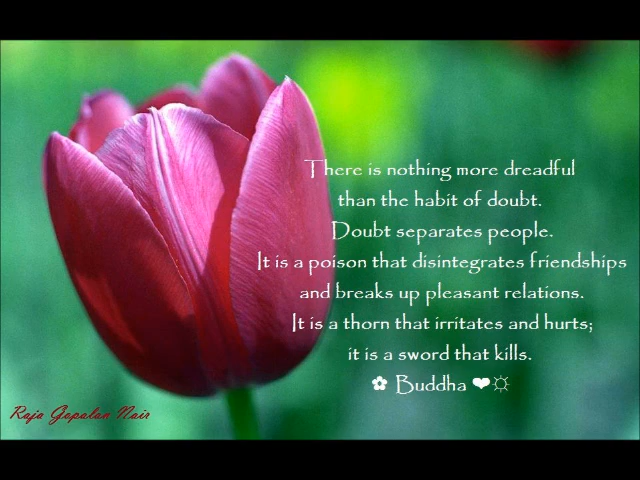 There is nothing more dreadful
than the habit of doubt.
Doubt separates people.
It is a poison that disintegrates friendships
and breaks up pleasant relations.
It is a thorn that irritates and hurts;
it is a sword that kills.
✿ Buddha ❤☼
Raja Gopalan Nair